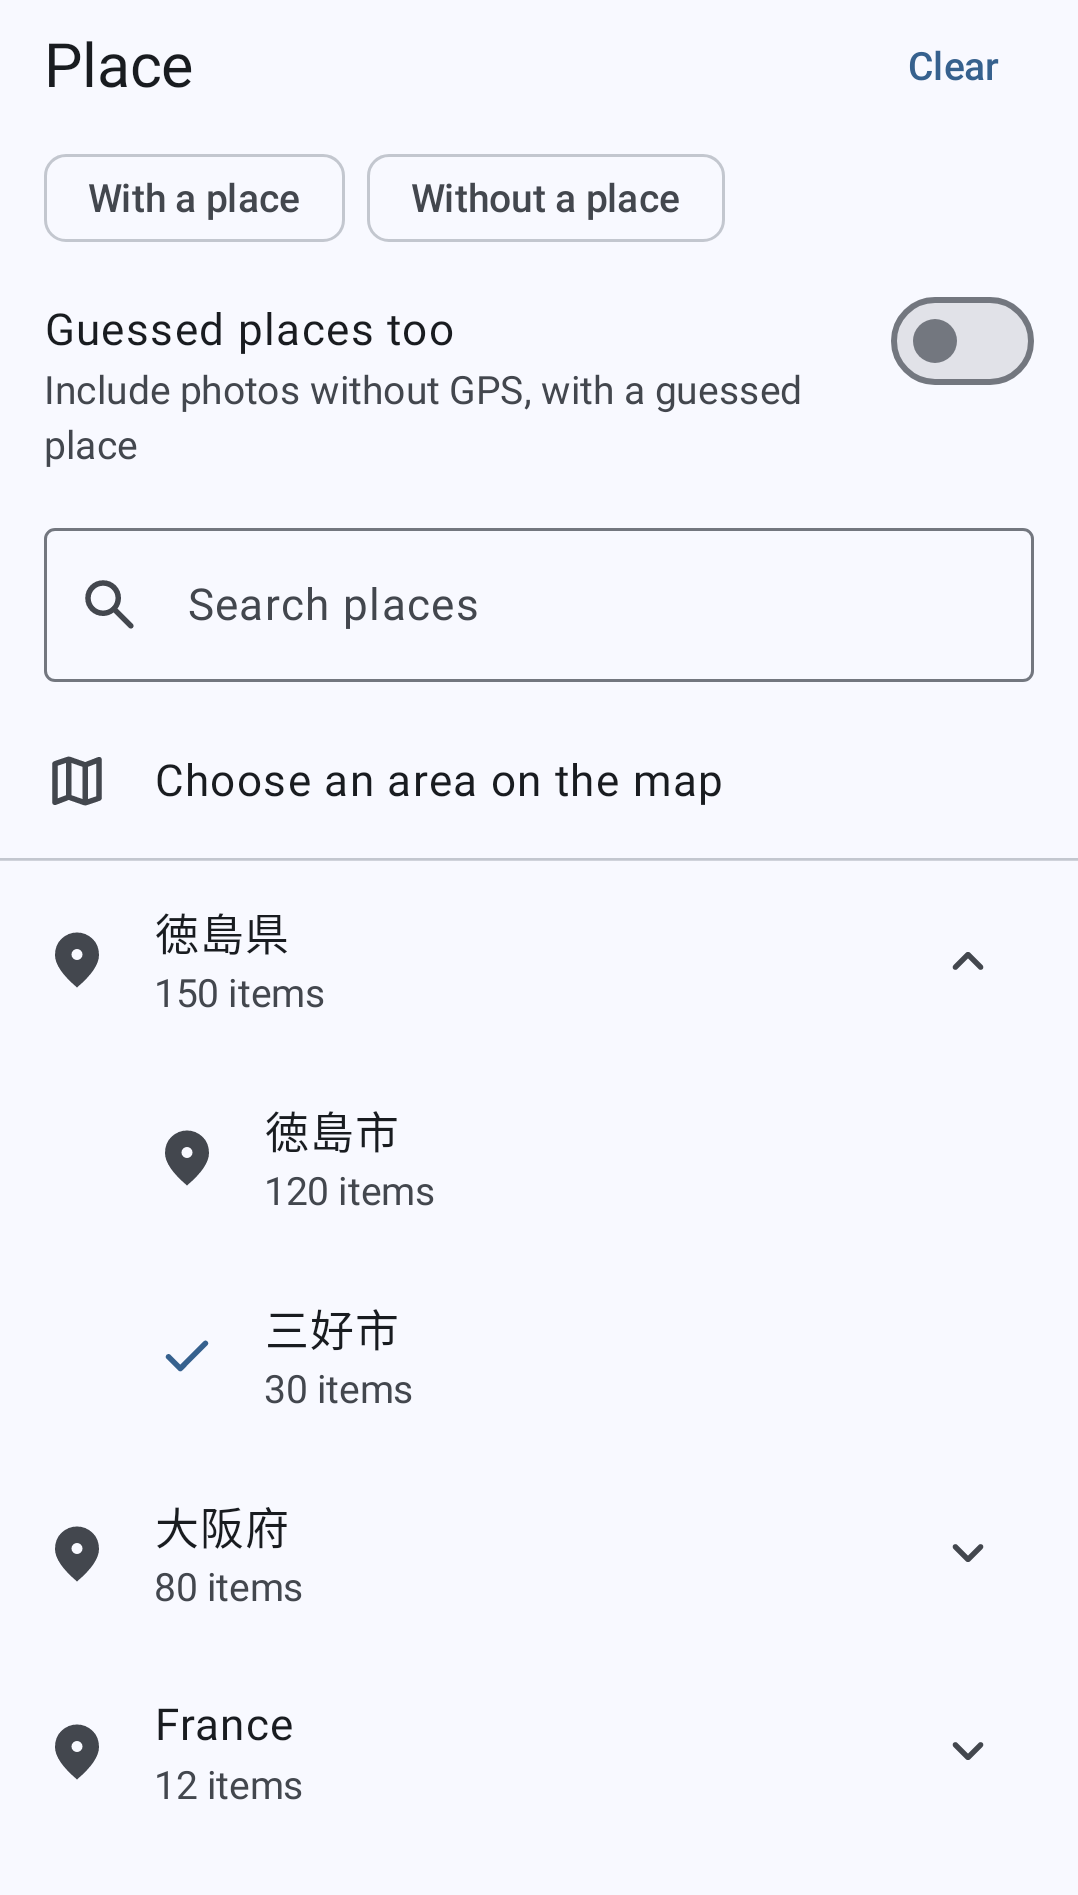 Place
Clear
With a place
Without a place
Guessed places too
Include photos without GPS, with a guessed
place
Search places
Choose an area on the map
徳島県
150 items
徳島市
120 items
三好市
30 items
大阪府
80 items
France
12 items